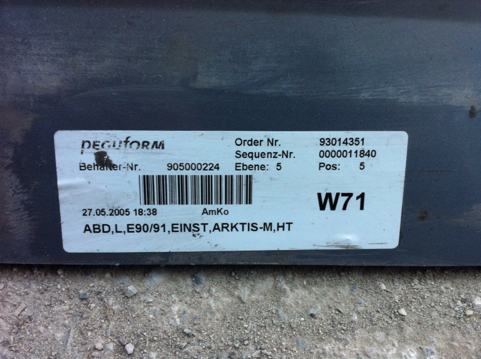 PEGUFORM Order Nr. 93014351
Sequenz-Nr. 0000011840
Behälter-Nr. 905000224 Ebene: 5 Pos: 5
W71
27.05.2005 18:38 AmKo
ABD,L,E90/91,EINST,ARKTIS-M,HT